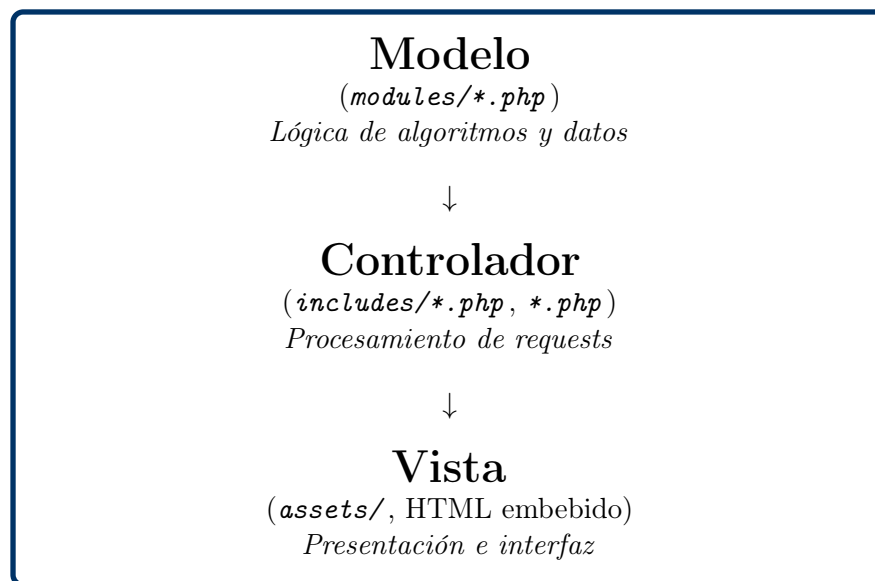 Modelo
(modules/*.php)
Lógica de algoritmos y datos
↓
Controlador
(includes/*.php, *.php)
Procesamiento de requests
↓
Vista
(assets/, HTML embebido)
Presentación e interfaz